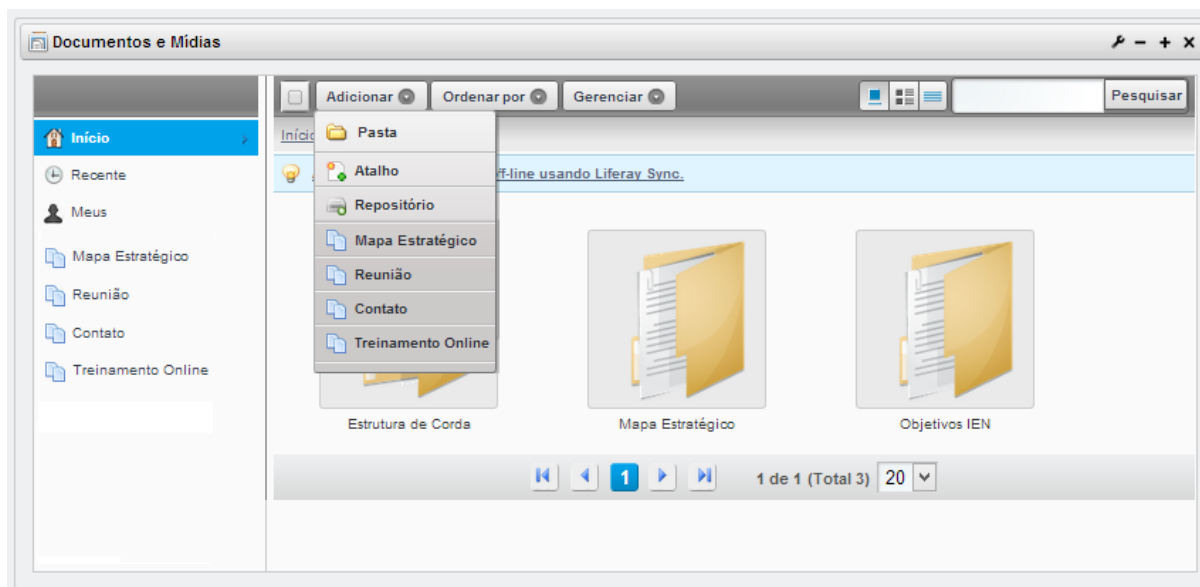 Documentos e Mídias
Adicionar Ordenar por Gerenciar Pesquisar
Início
Recente
Meus
Mapa Estratégico
Reunião
Contato
Treinamento Online
Pasta
Atalho
Repositório
Mapa Estratégico
Reunião
Contato
Treinamento Online
usando Liferay Sync.
Estrutura de Corda Mapa Estratégico Objetivos IEN
1 1 de 1 (Total 3) 20